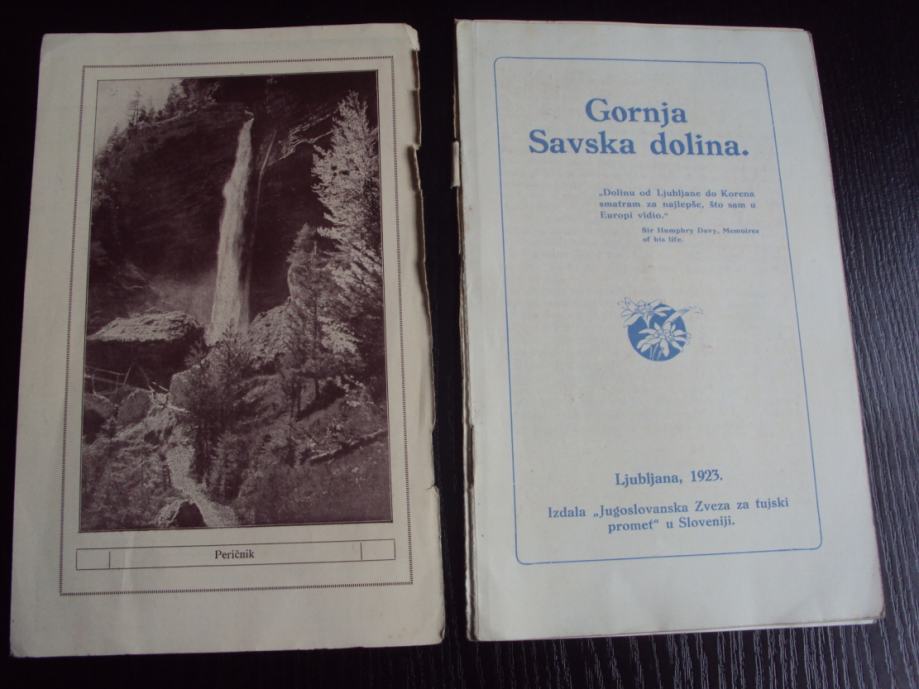 Peričnik
Gornja
Savska dolina.
„Dolinu od Ljubljane do Korena
smatram za najlepše, što sam u
Europi vidio.“
Sir Humphry Davy, Memoires
of his life.
Ljubljana, 1923.
Izdala „Jugoslovanska Zveza za tujski
promet“ u Sloveniji.